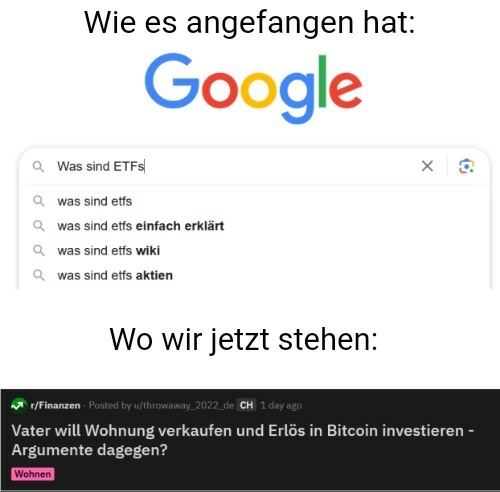 Wie es angefangen hat:
Google
Was sind ETFs
was sind etfs
was sind etfs einfach erklärt
was sind etfs wiki
was sind etfs aktien
Wo wir jetzt stehen:
r/Finanzen · Posted by u/throwaway_2022_de CH 1 day ago
Vater will Wohnung verkaufen und Erlös in Bitcoin investieren -
Argumente dagegen?
Wohnen